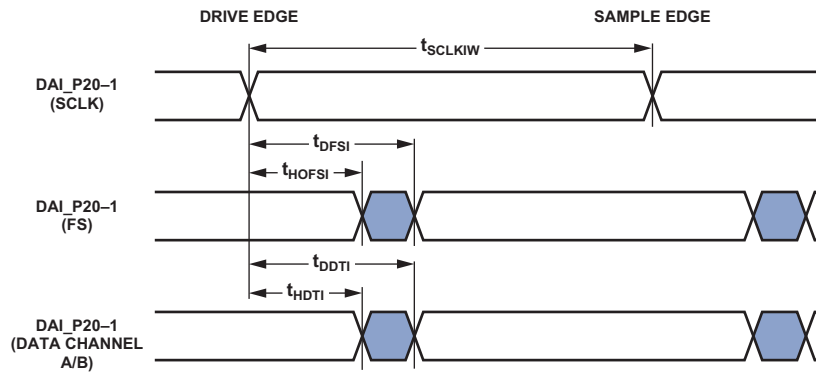 DRIVE EDGE SAMPLE EDGE
tSCLKIW
DAI_P20–1
(SCLK)
tDFSI
tHOFSI
DAI_P20–1
(FS)
tDDTI
tHDTI
DAI_P20–1
(DATA CHANNEL
A/B)